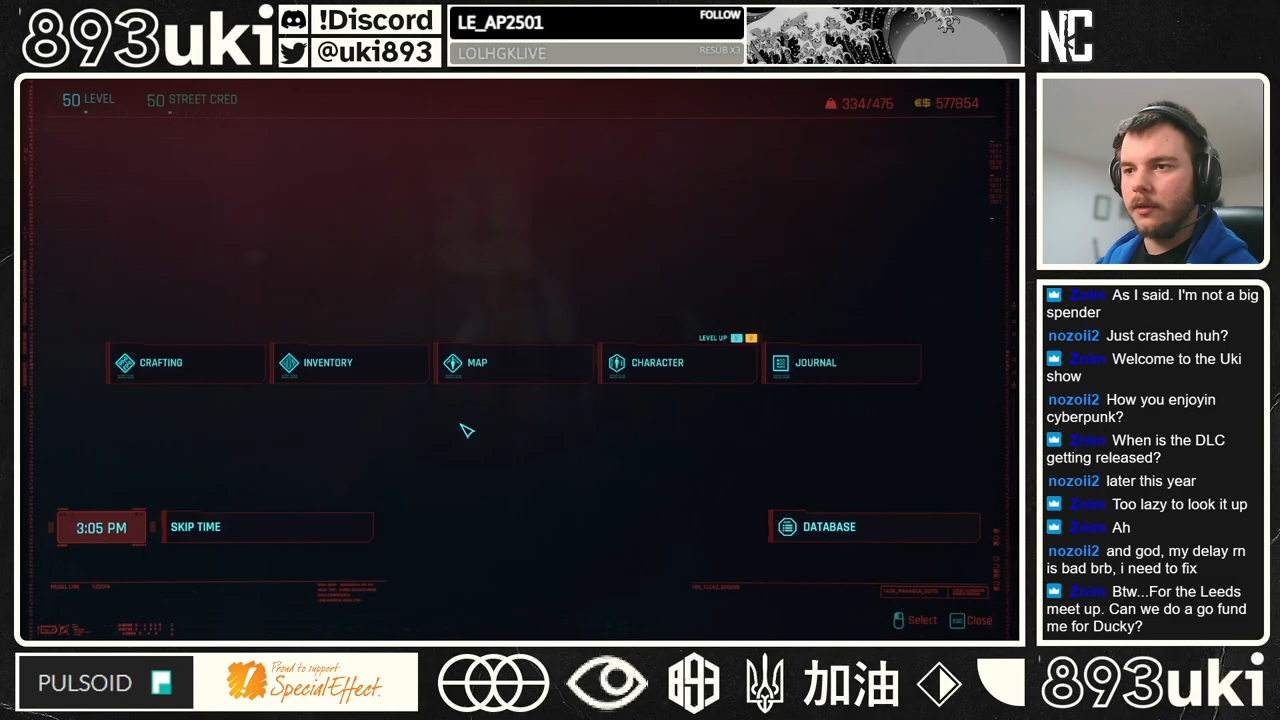 893uki
!Discord
@uki893
LE_AP2501
FOLLOW
LOLHGKLIVE
RESUB X3
NC
50 LEVEL
50 STREET CRED
334/476
€$ 577854
LEVEL UP
CRAFTING
INVENTORY
MAP
CHARACTER
JOURNAL
3:05 PM
SKIP TIME
DATABASE
Select
ESC Close
Znim As I said. I'm not a big
spender
nozoii2 Just crashed huh?
Znim Welcome to the Uki
show
nozoii2 How you enjoyin
cyberpunk?
Znim When is the DLC
getting released?
nozoii2 later this year
Znim Too lazy to look it up
Znim Ah
nozoii2 and god, my delay rn
is bad brb, i need to fix
Znim Btw...For the Leeds
meet up. Can we do a go fund
me for Ducky?
PULSOID
Proud to support
SpecialEffect.
893
加油
893uki